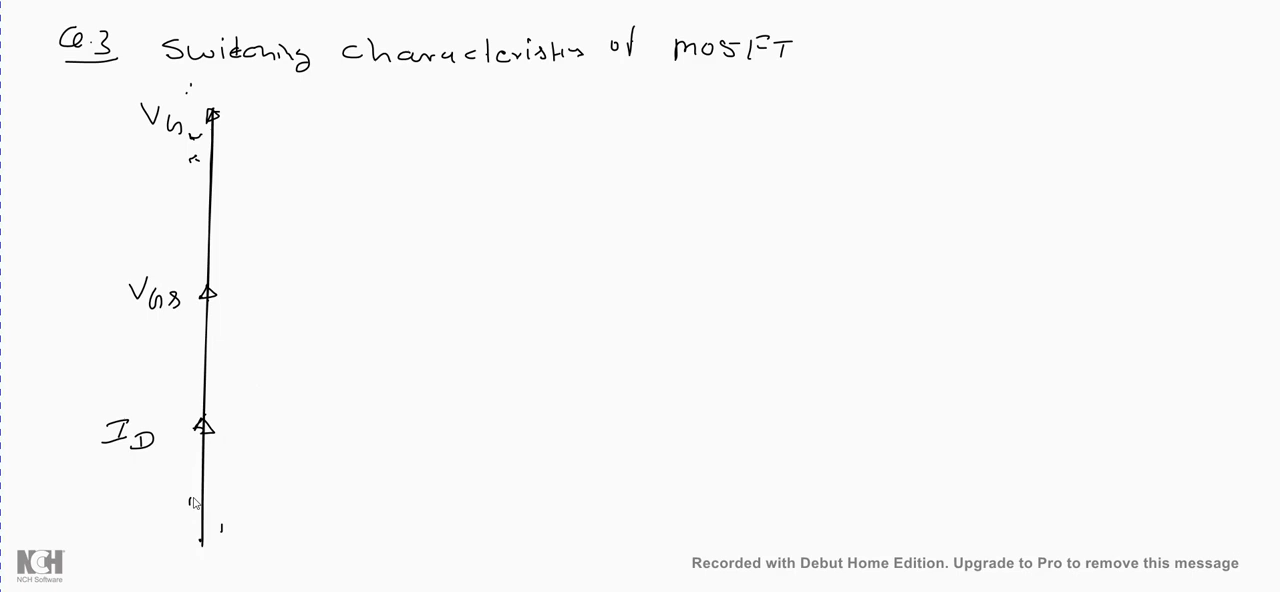 Q.3 Switching characteristics of MOSFET
VG
VGS
ID
NCH
NCH Software
Recorded with Debut Home Edition. Upgrade to Pro to remove this message